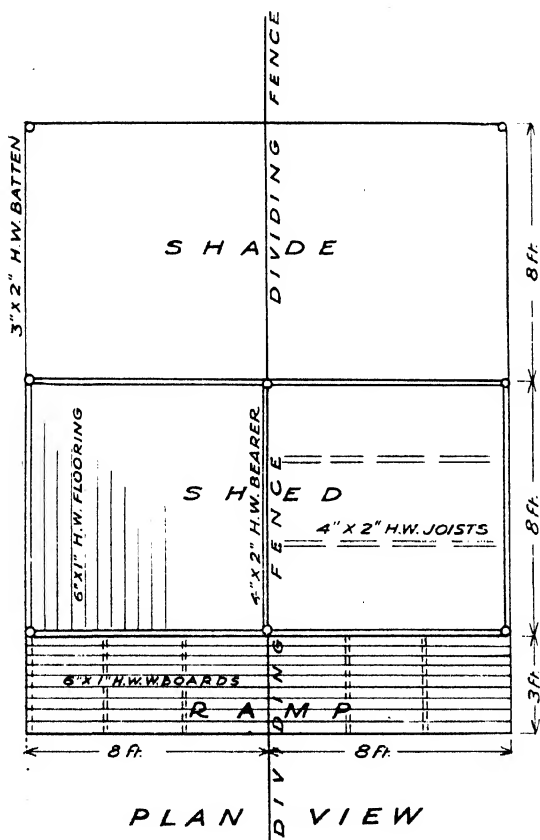 DIVIDING FENCE
3"X2" H.W. BATTEN
SHADE
8 ft.
6"X1" H.W. FLOORING
4"X2" H.W. BEARER
SHED
FENCE
4" X 2" H.W. JOISTS
8 ft.
6"X1" H.W.W.BOARDS
RAMP
3 ft.
8 ft.
8 ft.
DIVIDING
PLAN VIEW